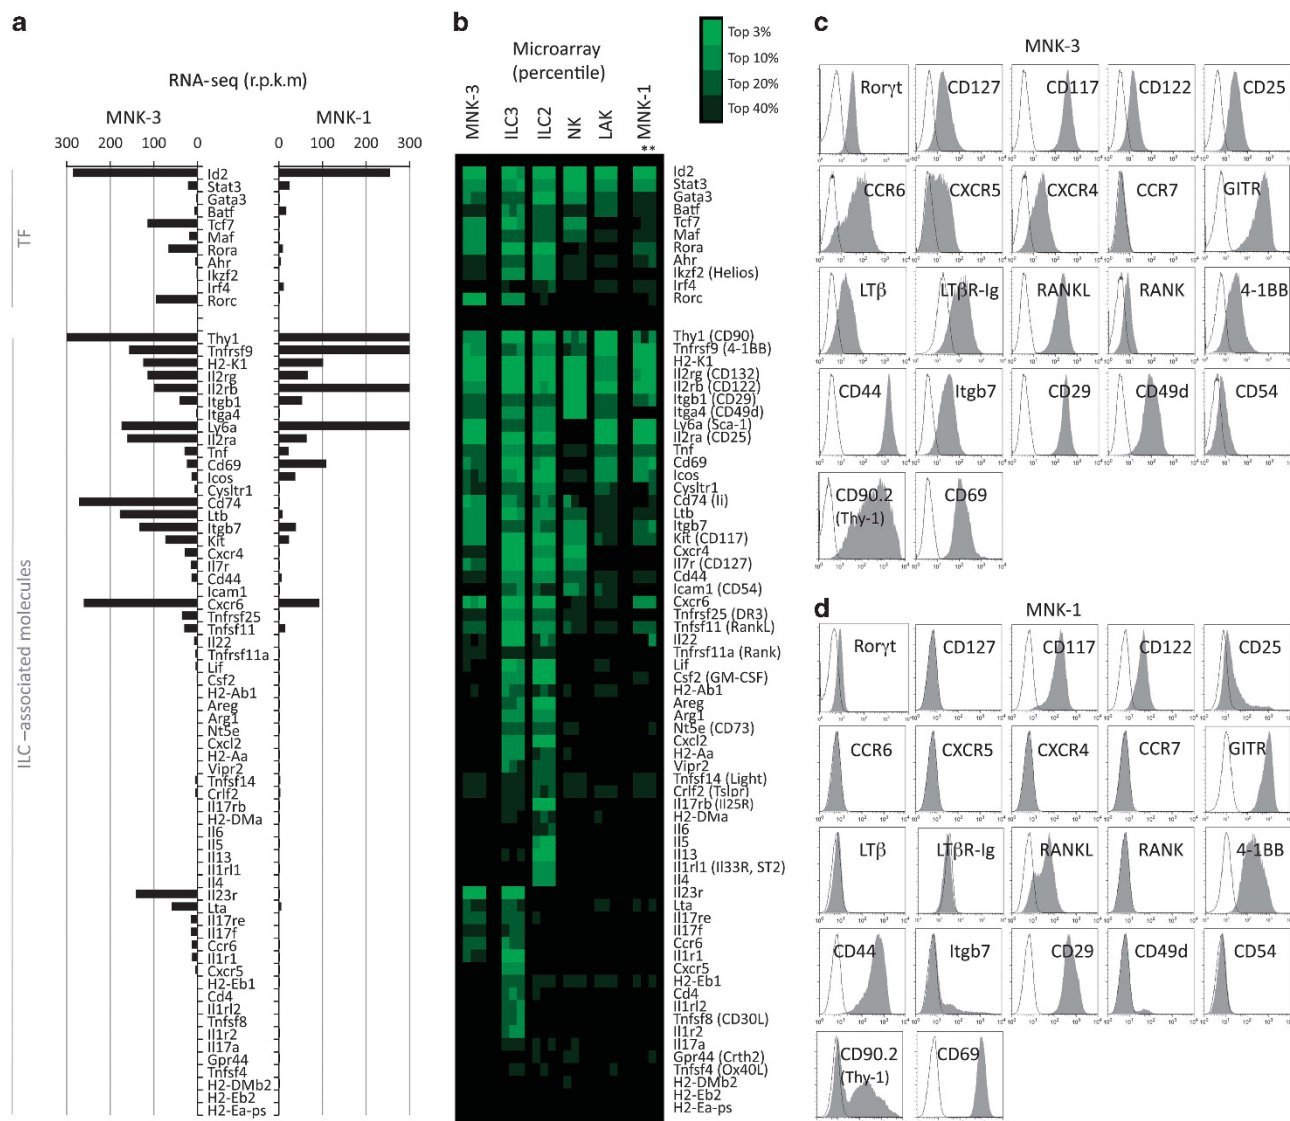 a
RNA-seq (r.p.k.m)
MNK-3
MNK-1
300 200 100 0
0 100 200 300
TF
Id2
Stat3
Gata3
Batf
Tcf7
Maf
Rora
Ahr
Ikzf2
Irf4
Rorc
ILC –associated molecules
Thy1
Tnfrsf9
H2-K1
Il2rg
Il2rb
Itgb1
Itga4
Ly6a
Il2ra
Tnf
Cd69
Icos
Cysltr1
Cd74
Ltb
Itgb7
Kit
Cxcr4
Il7r
Cd44
Icam1
Cxcr6
Tnfrsf25
Tnfsf11
Il22
Tnfrsf11a
Lif
Csf2
H2-Ab1
Areg
Arg1
Nt5e
Cxcl2
H2-Aa
Vipr2
Tnfsf14
Crlf2
Il17rb
H2-DMa
Il6
Il5
Il13
Il1rl1
Il4
Il23r
Lta
Il17re
Il17f
Ccr6
Il1r1
Cxcr5
H2-Eb1
Cd4
Il1rl2
Tnfsf8
Il1r2
Il17a
Gpr44
Tnfsf4
H2-DMb2
H2-Eb2
H2-Ea-ps
b
Microarray
(percentile)
Top 3%
Top 10%
Top 20%
Top 40%
MNK-3
ILC3
ILC2
NK
LAK
MNK-1
**
Id2
Stat3
Gata3
Batf
Tcf7
Maf
Rora
Ahr
Ikzf2 (Helios)
Irf4
Rorc
Thy1 (CD90)
Tnfrsf9 (4-1BB)
H2-K1
Il2rg (CD132)
Il2rb (CD122)
Itgb1 (CD29)
Itga4 (CD49d)
Ly6a (Sca-1)
Il2ra (CD25)
Tnf
Cd69
Icos
Cysltr1
Cd74 (Ii)
Ltb
Itgb7
Kit (CD117)
Cxcr4
Il7r (CD127)
Cd44
Icam1 (CD54)
Cxcr6
Tnfrsf25 (DR3)
Tnfsf11 (RankL)
Il22
Tnfrsf11a (Rank)
Lif
Csf2 (GM-CSF)
H2-Ab1
Areg
Arg1
Nt5e (CD73)
Cxcl2
H2-Aa
Vipr2
Tnfsf14 (Light)
Crlf2 (Tslpr)
Il17rb (Il25R)
H2-DMa
Il6
Il5
Il13
Il1rl1 (Il33R, ST2)
Il4
Il23r
Lta
Il17re
Il17f
Ccr6
Il1r1
Cxcr5
H2-Eb1
Cd4
Il1rl2
Tnfsf8 (CD30L)
Il1r2
Il17a
Gpr44 (Crth2)
Tnfsf4 (Ox40L)
H2-DMb2
H2-Eb2
H2-Ea-ps
c
MNK-3
Rorγt CD127 CD117 CD122 CD25
CCR6 CXCR5 CXCR4 CCR7 GITR
LTβ LTβR-Ig RANKL RANK 4-1BB
CD44 Itgb7 CD29 CD49d CD54
CD90.2 CD69
(Thy-1)
d
MNK-1
Rorγt CD127 CD117 CD122 CD25
CCR6 CXCR5 CXCR4 CCR7 GITR
LTβ LTβR-Ig RANKL RANK 4-1BB
CD44 Itgb7 CD29 CD49d CD54
CD90.2 CD69
(Thy-1)